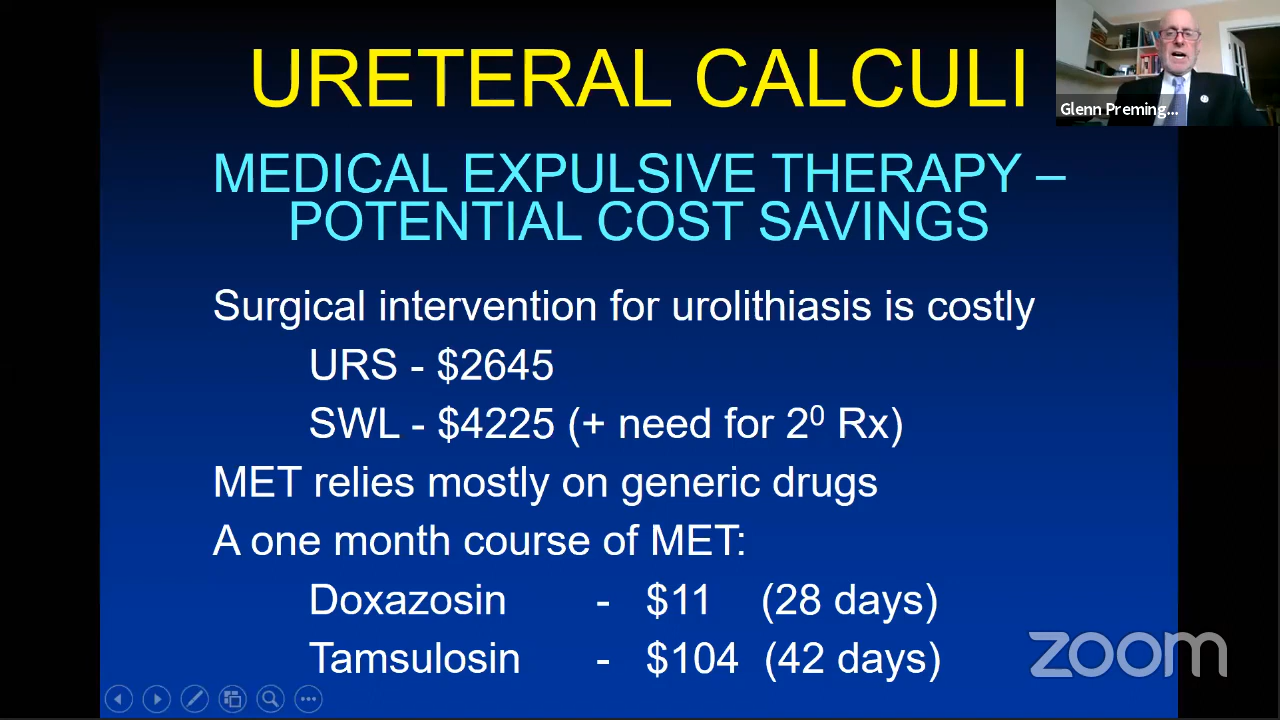 URETERAL CALCULI
Glenn Preming...
MEDICAL EXPULSIVE THERAPY –
POTENTIAL COST SAVINGS
Surgical intervention for urolithiasis is costly
URS - $2645
SWL - $4225 (+ need for 2⁰ Rx)
MET relies mostly on generic drugs
A one month course of MET:
Doxazosin - $11 (28 days)
Tamsulosin - $104 (42 days)
zoom